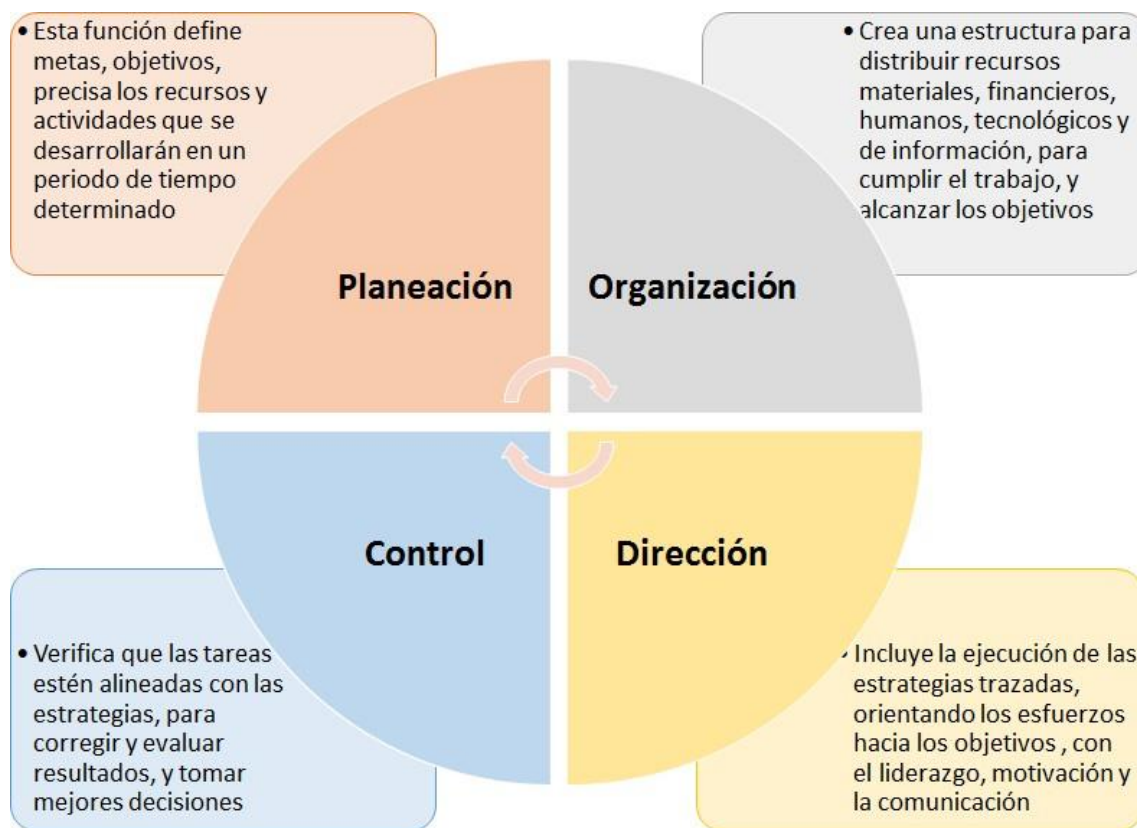 • Esta función define
metas, objetivos,
precisa los recursos y
actividades que se
desarrollarán en un
periodo de tiempo
determinado
• Crea una estructura para
distribuir recursos
materiales, financieros,
humanos, tecnológicos y
de información, para
cumplir el trabajo, y
alcanzar los objetivos
Planeación
Organización
Control
Dirección
• Verifica que las tareas
estén alineadas con las
estrategias, para
corregir y evaluar
resultados, y tomar
mejores decisiones
• Incluye la ejecución de las
estrategias trazadas,
orientando los esfuerzos
hacia los objetivos , con
el liderazgo, motivación y
la comunicación